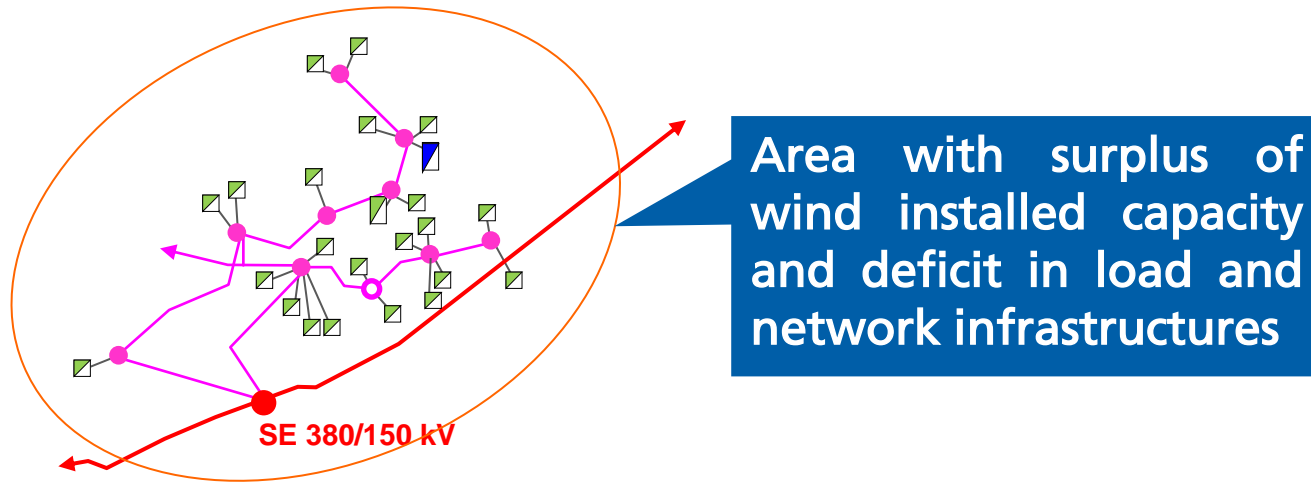 Area with surplus of
wind installed capacity
and deficit in load and
network infrastructures
SE 380/150 kV